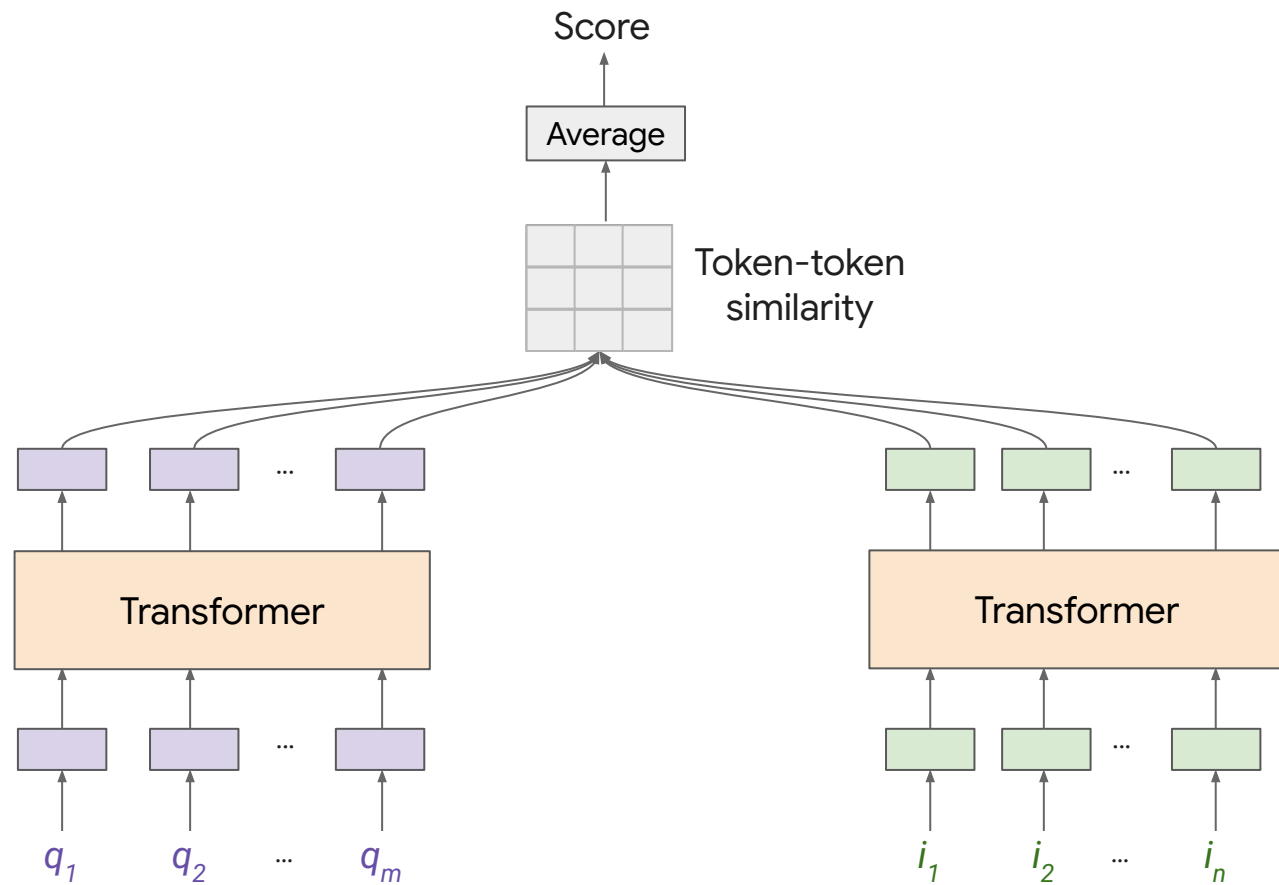 Score
Average
Token-token
similarity
... ...
Transformer Transformer
... ...
q1 q2 ... qm i1 i2 ... in